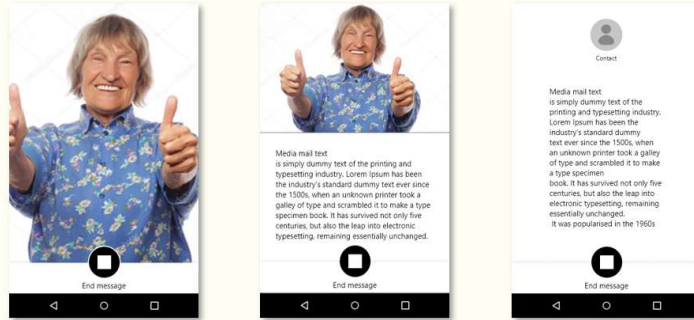 End message
Media mail text
is simply dummy text of the printing and
typesetting industry. Lorem Ipsum has been
the industry's standard dummy text ever since
the 1500s, when an unknown printer took a
galley of type and scrambled it to make a type
specimen book. It has survived not only five
centuries, but also the leap into electronic
typesetting, remaining essentially unchanged.
End message
Contact
Media mail text
is simply dummy text of the
printing and typesetting industry.
Lorem Ipsum has been the
industry's standard dummy
text ever since the 1500s, when
an unknown printer took a galley
of type and scrambled it to make
a type specimen
book. It has survived not only five
centuries, but also the leap into
electronic typesetting, remaining
essentially unchanged.
It was popularised in the 1960s
End message